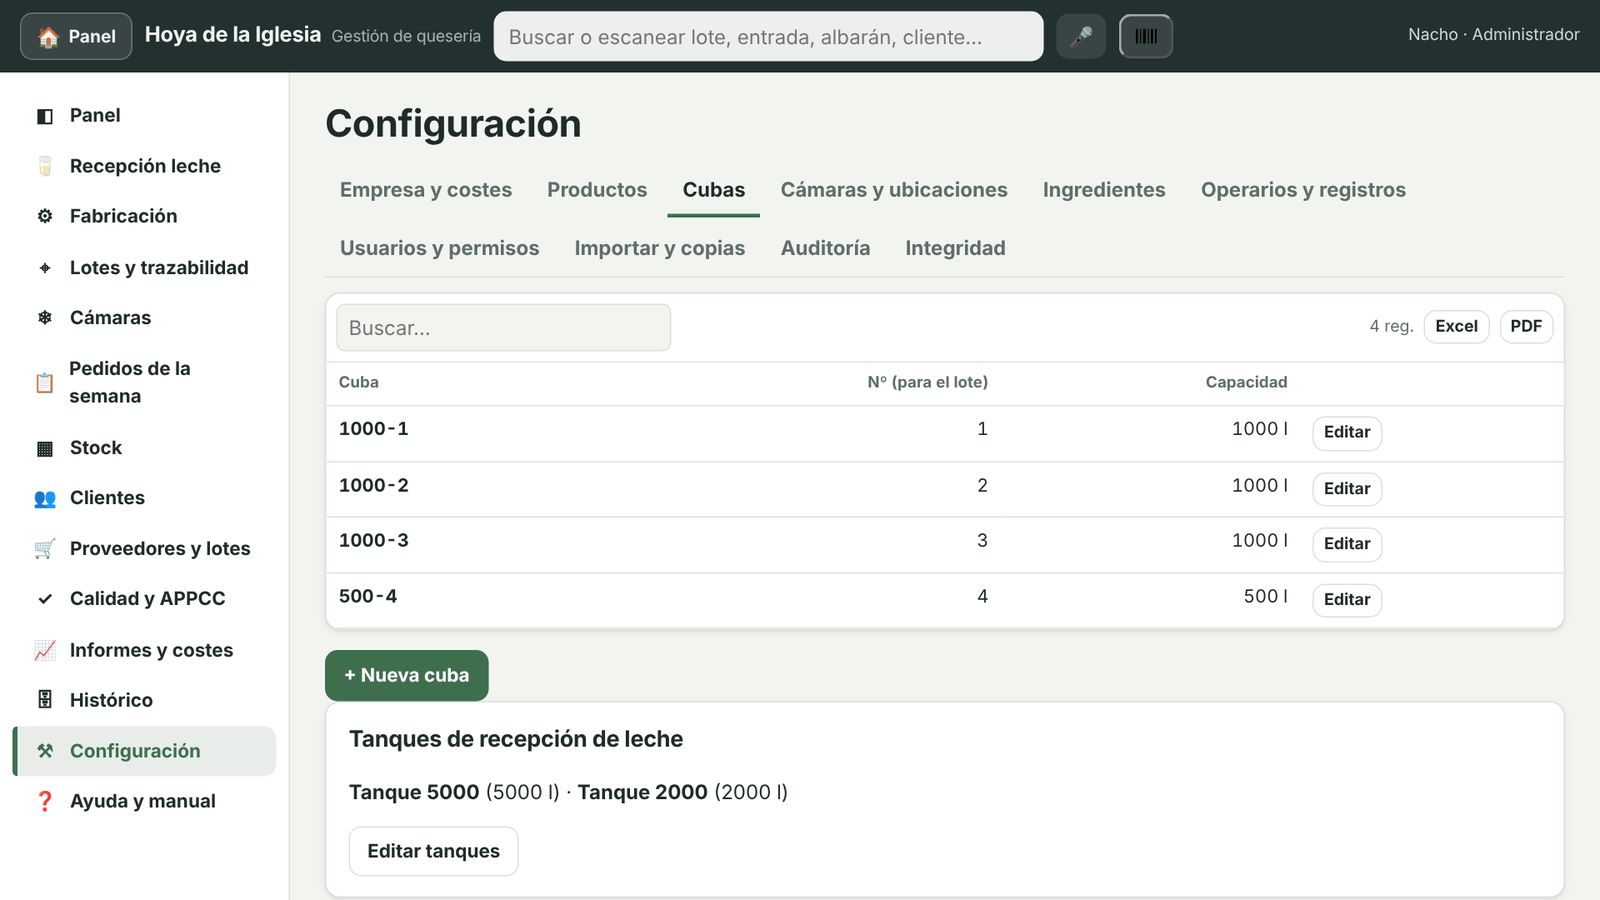 Panel
Hoya de la Iglesia
Gestión de quesería
Buscar o escanear lote, entrada, albarán, cliente...
Nacho · Administrador
Panel
Recepción leche
Fabricación
Lotes y trazabilidad
Cámaras
Pedidos de la
semana
Stock
Clientes
Proveedores y lotes
Calidad y APPCC
Informes y costes
Histórico
Configuración
Ayuda y manual
Configuración
Empresa y costes
Productos
Cubas
Cámaras y ubicaciones
Ingredientes
Operarios y registros
Usuarios y permisos
Importar y copias
Auditoría
Integridad
Buscar...
4 reg.
Excel
PDF
Cuba Nº (para el lote) Capacidad
1000-1 1 1000 l Editar
1000-2 2 1000 l Editar
1000-3 3 1000 l Editar
500-4 4 500 l Editar
+ Nueva cuba
Tanques de recepción de leche
Tanque 5000 (5000 l) · Tanque 2000 (2000 l)
Editar tanques